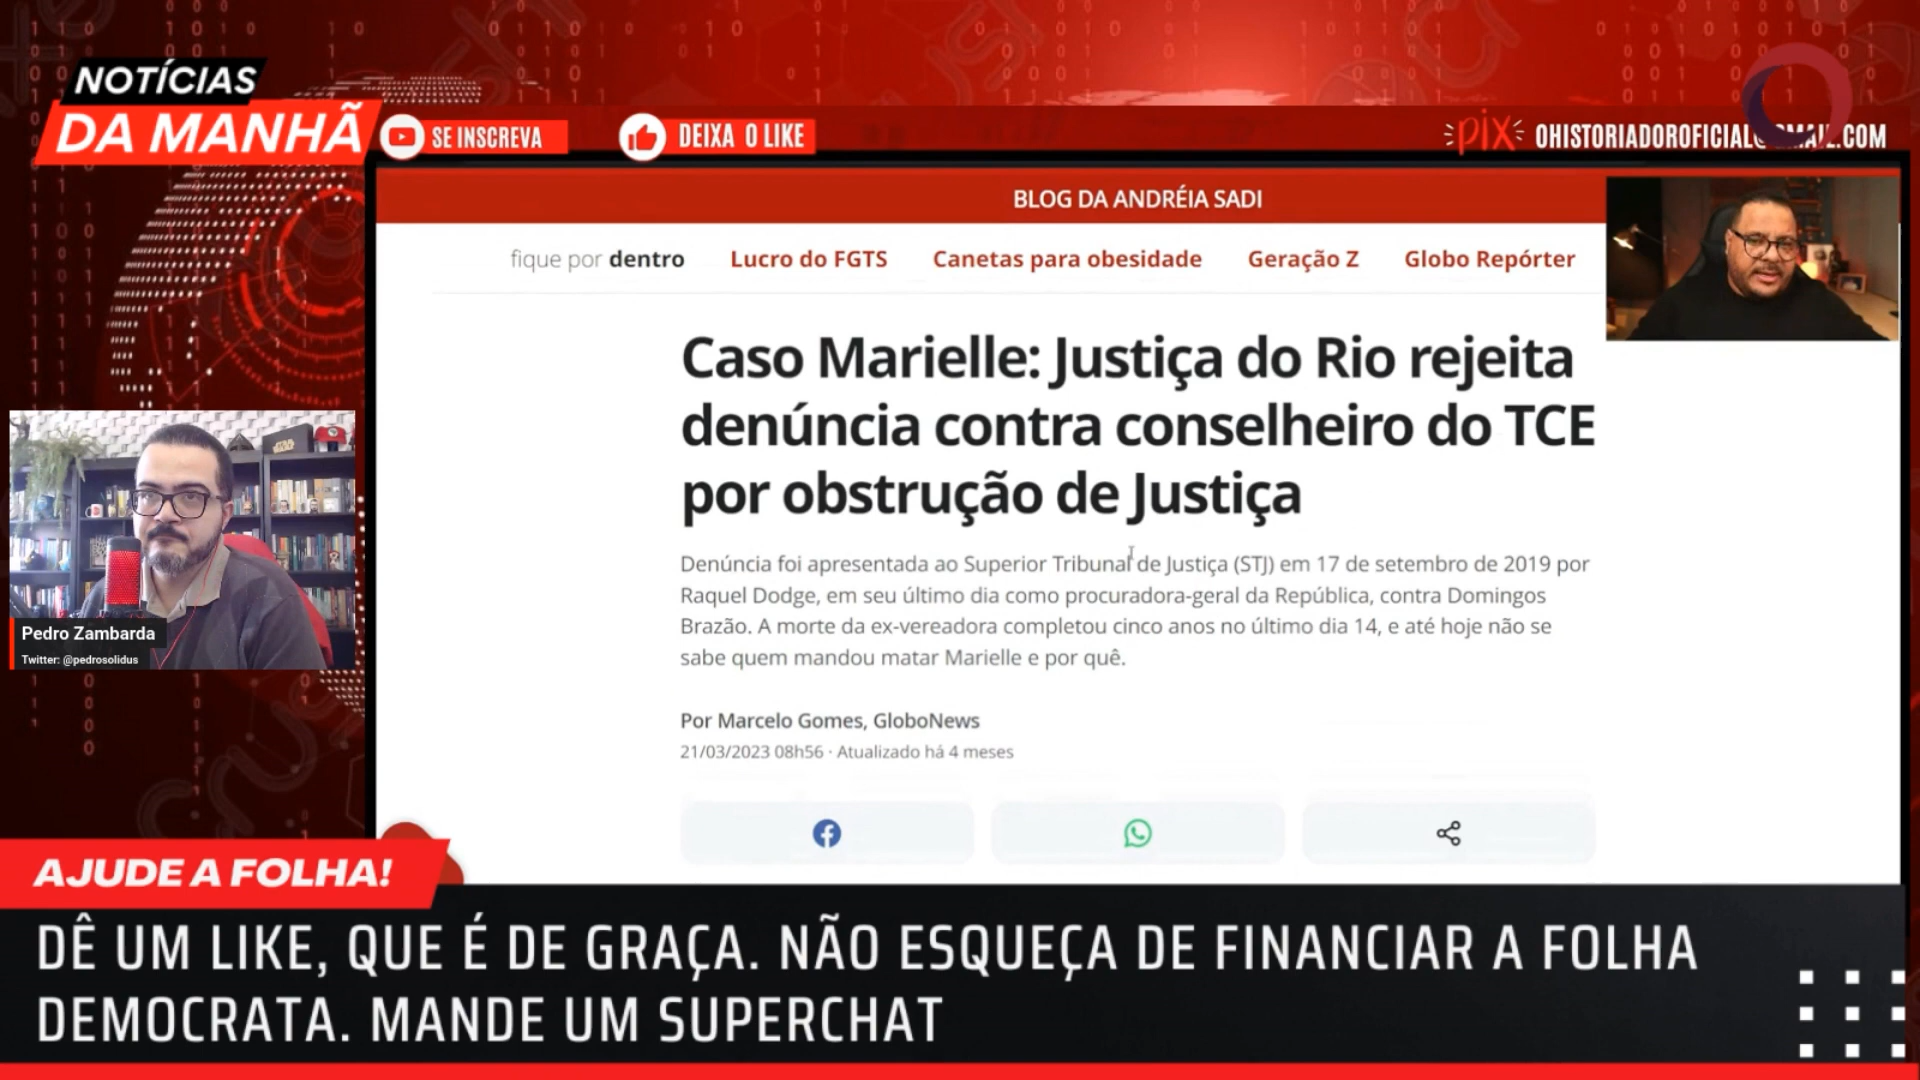 NOTÍCIAS
DA MANHÃ
SE INSCREVA
DEIXA O LIKE
PIX OHISTORIADOROFICIAL@GMAIL.COM
BLOG DA ANDRÉIA SADI
fique por dentro Lucro do FGTS Canetas para obesidade Geração Z Globo Repórter
Caso Marielle: Justiça do Rio rejeita
denúncia contra conselheiro do TCE
por obstrução de Justiça
Denúncia foi apresentada ao Superior Tribunal de Justiça (STJ) em 17 de setembro de 2019 por
Raquel Dodge, em seu último dia como procuradora-geral da República, contra Domingos
Brazão. A morte da ex-vereadora completou cinco anos no último dia 14, e até hoje não se
sabe quem mandou matar Marielle e por quê.
Por Marcelo Gomes, GloboNews
21/03/2023 08h56 · Atualizado há 4 meses
Pedro Zambarda
Twitter: @pedrosolidus
AJUDE A FOLHA!
DÊ UM LIKE, QUE É DE GRAÇA. NÃO ESQUEÇA DE FINANCIAR A FOLHA
DEMOCRATA. MANDE UM SUPERCHAT